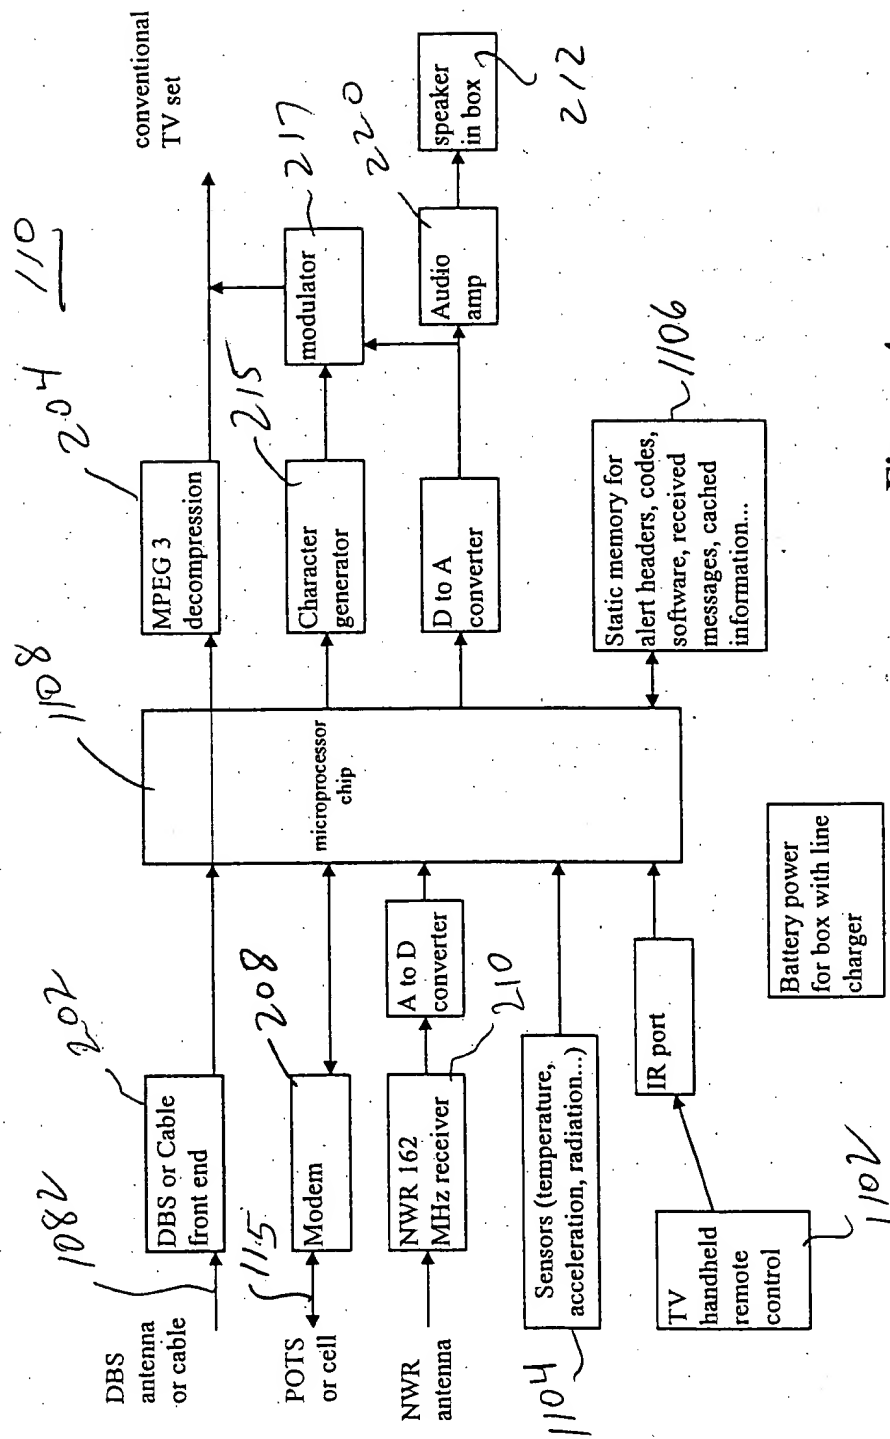 110
conventional
TV set
1108
204
MPEG 3
decompression
215
217
modulator
Character
generator
220
D to A
converter
Audio
amp
speaker
in box
212
microprocessor
chip
Static memory for
alert headers, codes,
software, received
messages, cached
information...
1106
1082
202
DBS
antenna
or cable
DBS or Cable
front end
115
208
POTS
or cell
Modem
NWR
antenna
NWR 162
MHz receiver
210
A to D
converter
1104
Sensors (temperature,
acceleration, radiation...)
TV
handheld
remote
control
1102
IR port
Battery power
for box with line
charger